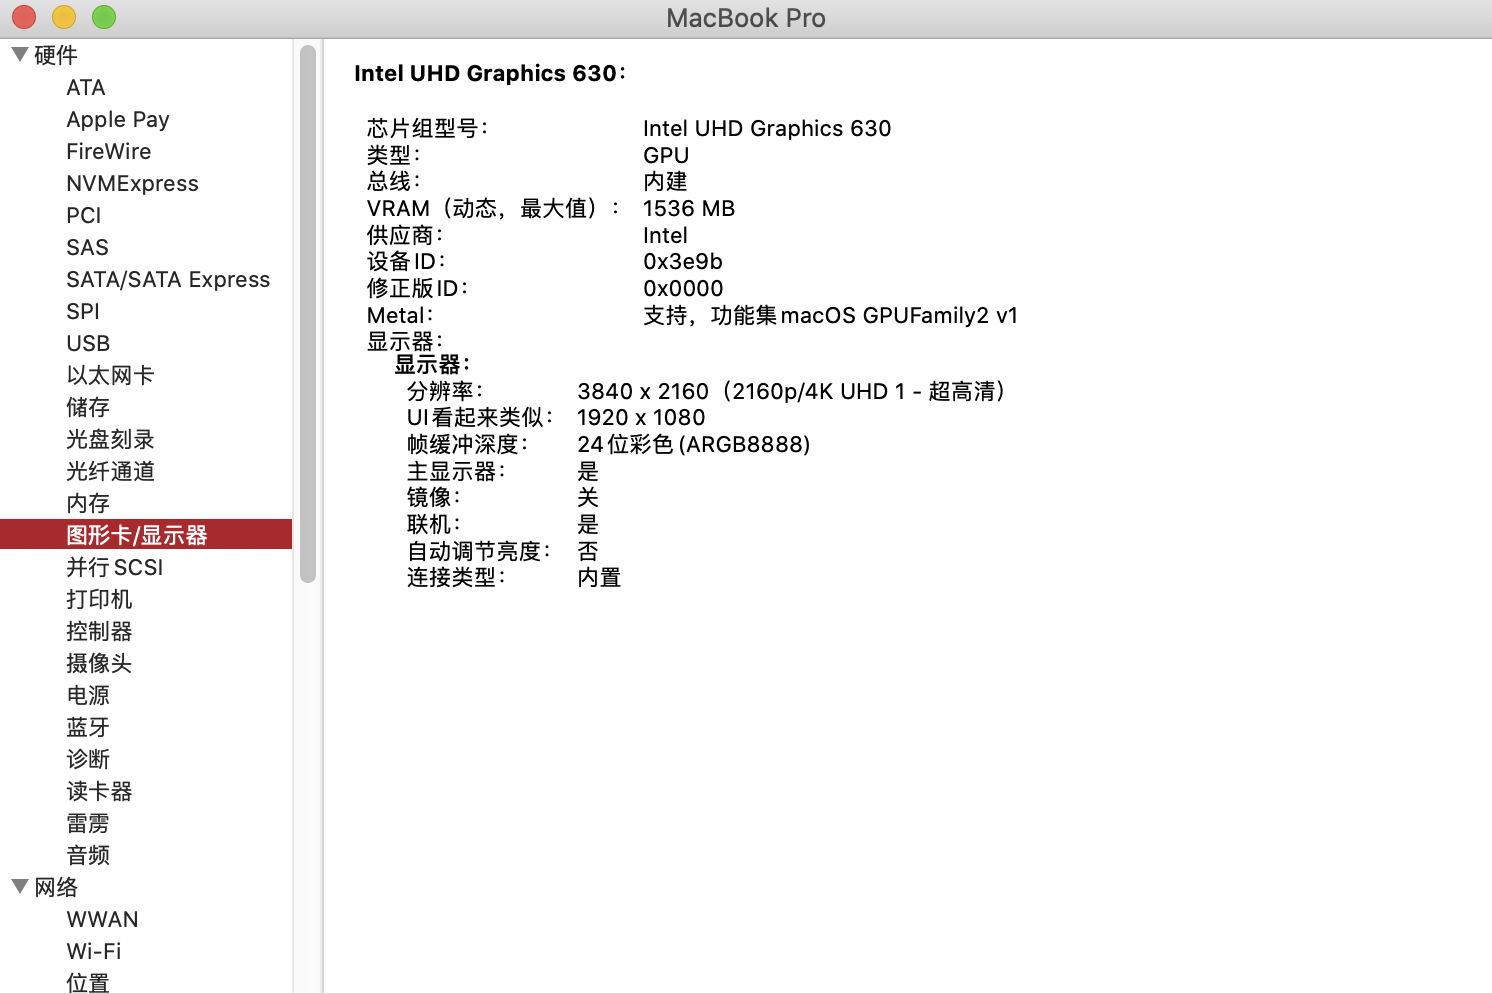 MacBook Pro
硬件
ATA
Apple Pay
FireWire
NVMExpress
PCI
SAS
SATA/SATA Express
SPI
USB
以太网卡
储存
光盘刻录
光纤通道
内存
图形卡/显示器
并行 SCSI
打印机
控制器
摄像头
电源
蓝牙
诊断
读卡器
雷雳
音频
网络
WWAN
Wi-Fi
位置
Intel UHD Graphics 630：
芯片组型号： Intel UHD Graphics 630
类型： GPU
总线： 内建
VRAM（动态，最大值）： 1536 MB
供应商： Intel
设备 ID： 0x3e9b
修正版 ID： 0x0000
Metal： 支持，功能集 macOS GPUFamily2 v1
显示器：
显示器：
分辨率： 3840 x 2160（2160p/4K UHD 1 - 超高清）
UI 看起来类似： 1920 x 1080
帧缓冲深度： 24 位彩色 (ARGB8888)
主显示器： 是
镜像： 关
联机： 是
自动调节亮度： 否
连接类型： 内置